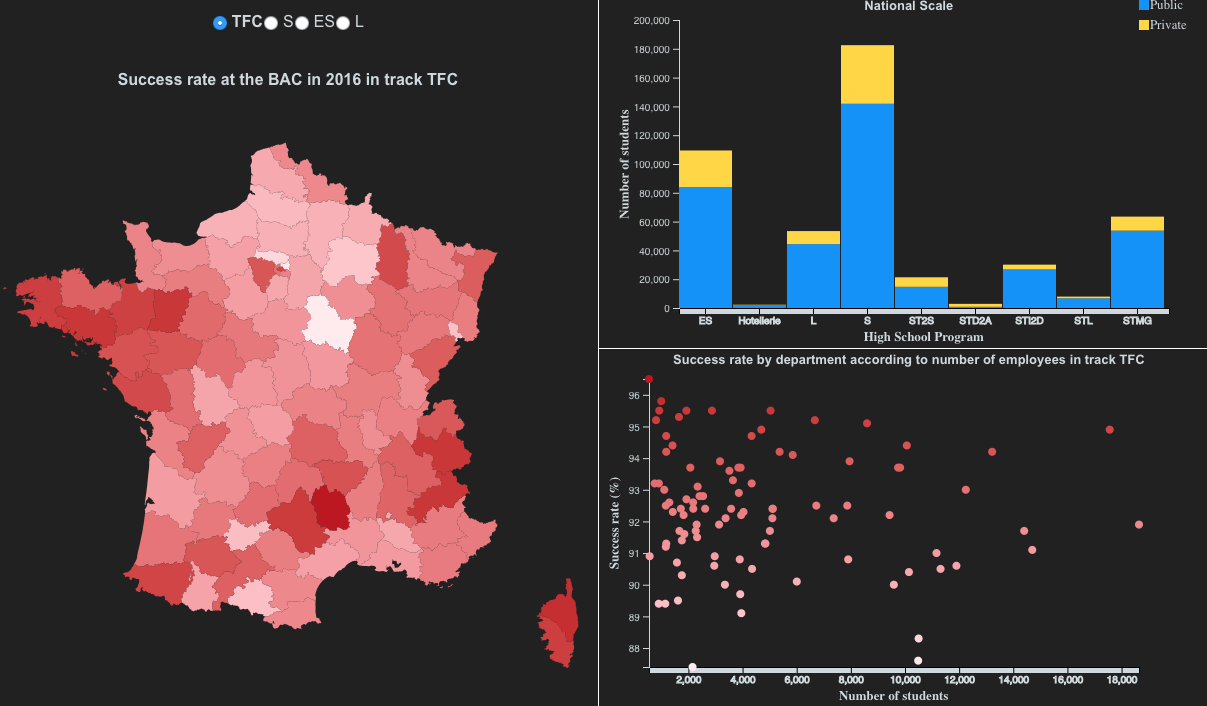 TFC S ES L
Success rate at the BAC in 2016 in track TFC
National Scale
Public
Private
200,000
180,000
160,000
140,000
120,000
100,000
80,000
60,000
40,000
20,000
0
Number of students
ES Hotellerie L S ST2S STD2A STI2D STL STMG
High School Program
Success rate by department according to number of employees in track TFC
96
95
94
93
92
91
90
89
88
Success rate (%)
2,000 4,000 6,000 8,000 10,000 12,000 14,000 16,000 18,000
Number of students